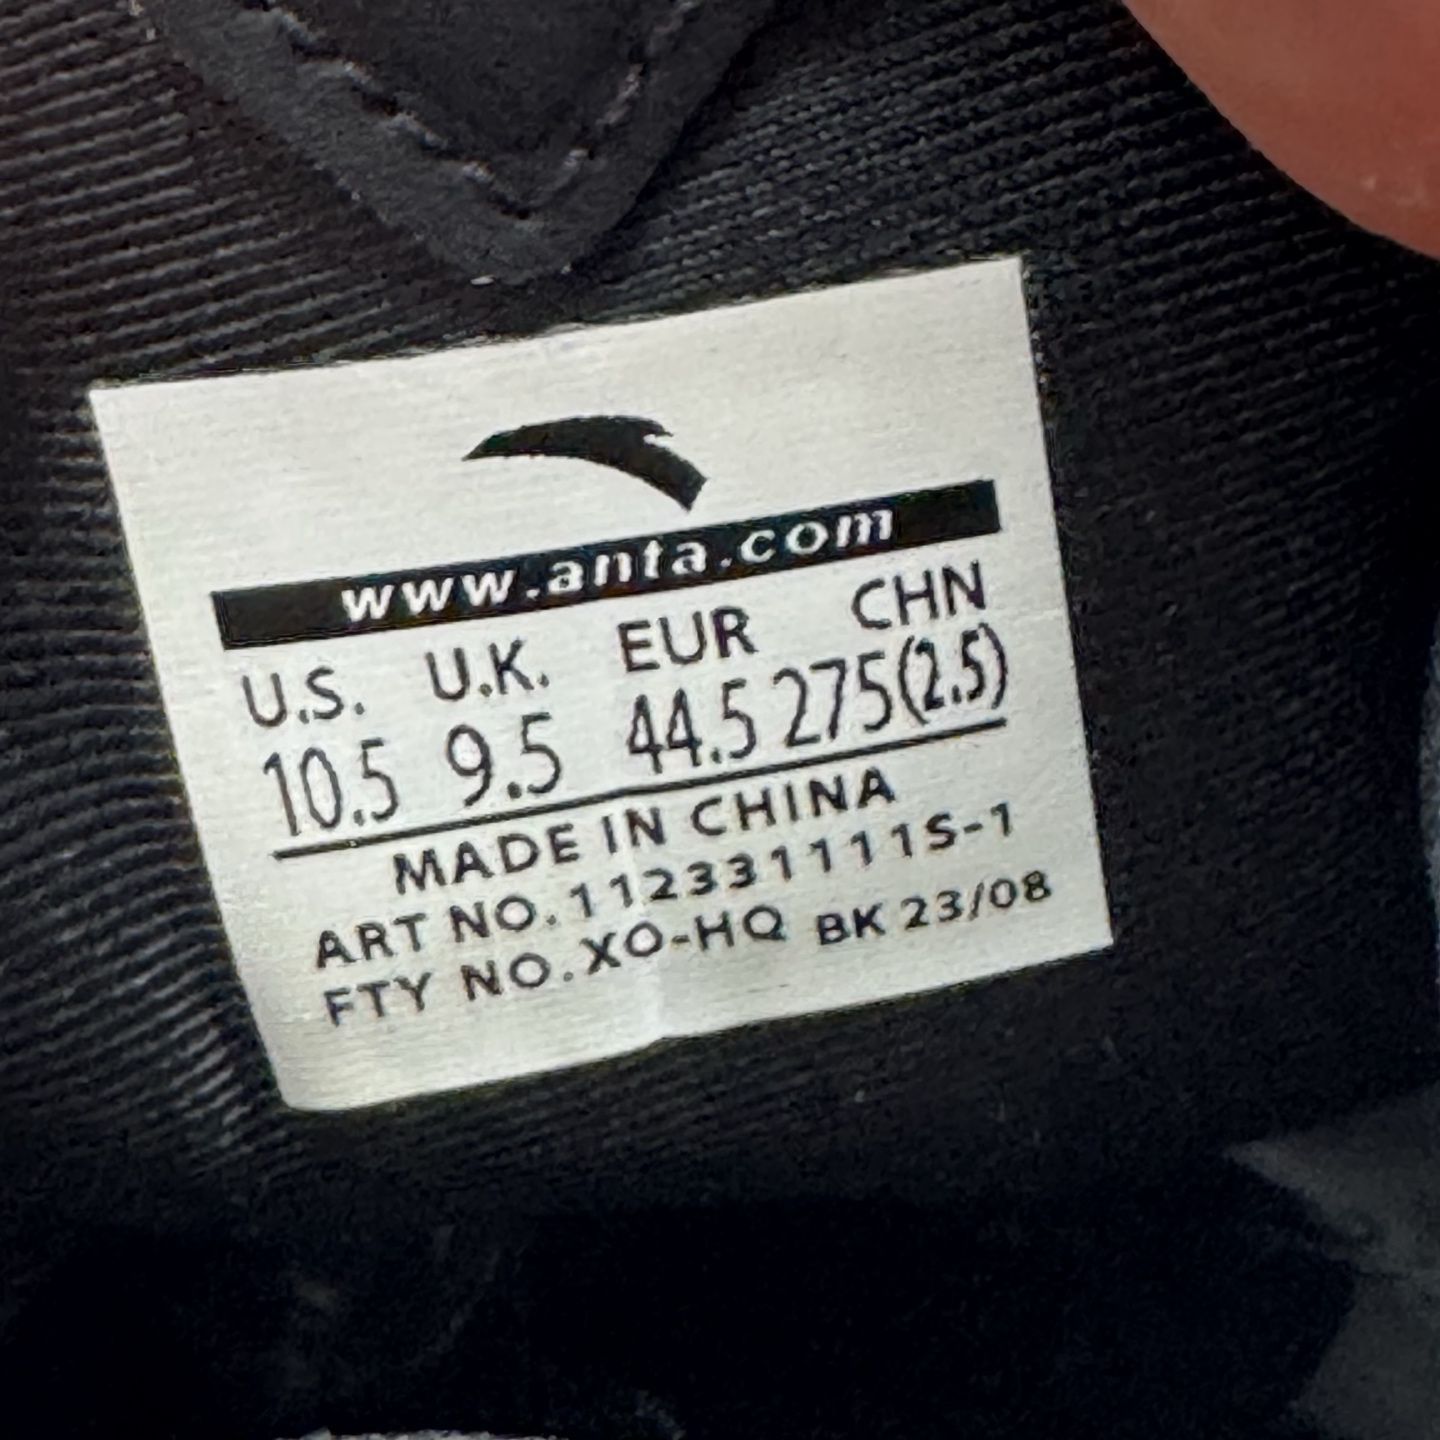 www.anta.com
U.S. U.K. EUR CHN
10.5 9.5 44.5 275(2.5)
MADE IN CHINA
ART NO.112331111S-1
FTY NO.XO-HQ BK 23/08